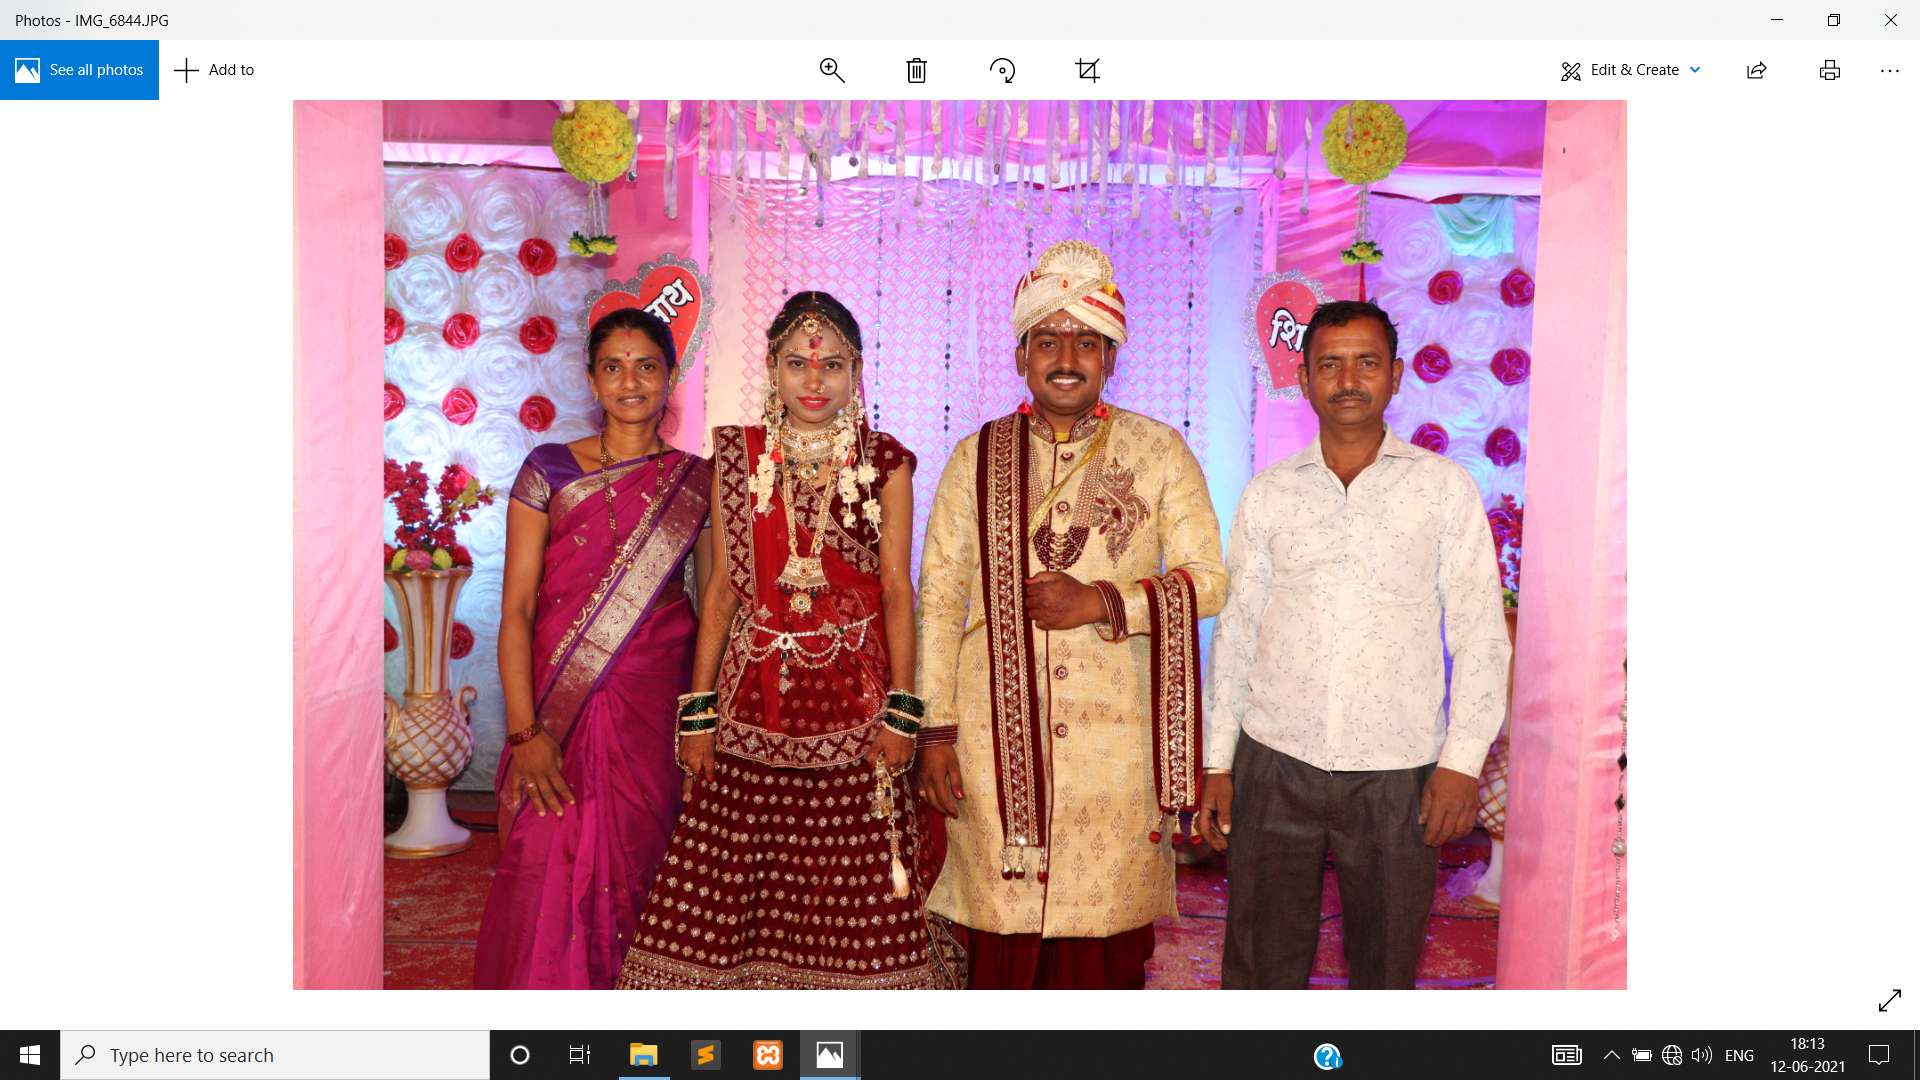 Photos - IMG_6844.JPG
See all photos
Add to
Edit & Create
Type here to search
ENG
18:13
12-06-2021